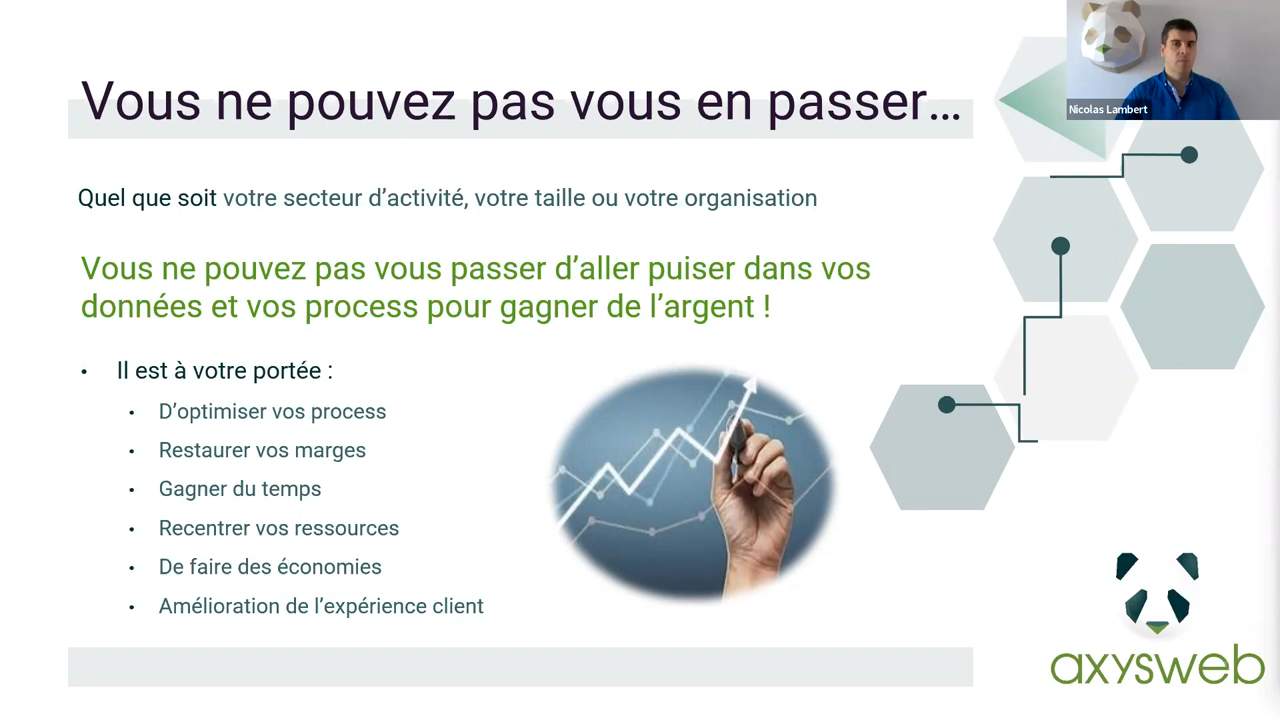 Vous ne pouvez pas vous en passer…
Nicolas Lambert
Quel que soit votre secteur d’activité, votre taille ou votre organisation
Vous ne pouvez pas vous passer d’aller puiser dans vos
données et vos process pour gagner de l’argent !
• Il est à votre portée :
• D’optimiser vos process
• Restaurer vos marges
• Gagner du temps
• Recentrer vos ressources
• De faire des économies
• Amélioration de l’expérience client
axysweb